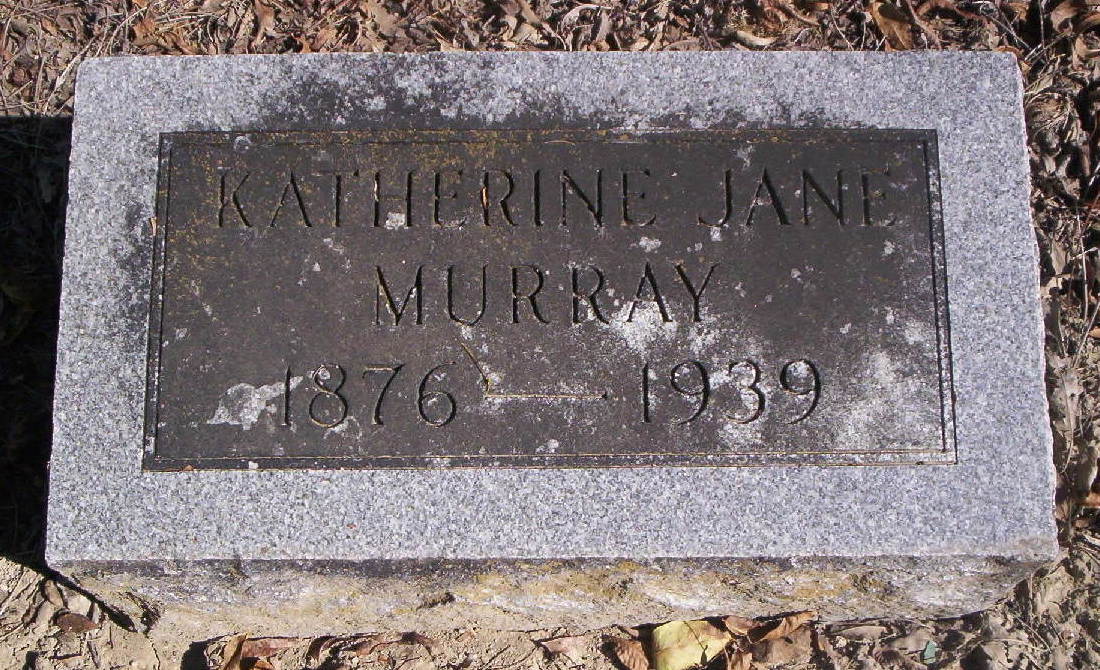 KATHERINE JANE
MURRAY
1876 — 1939